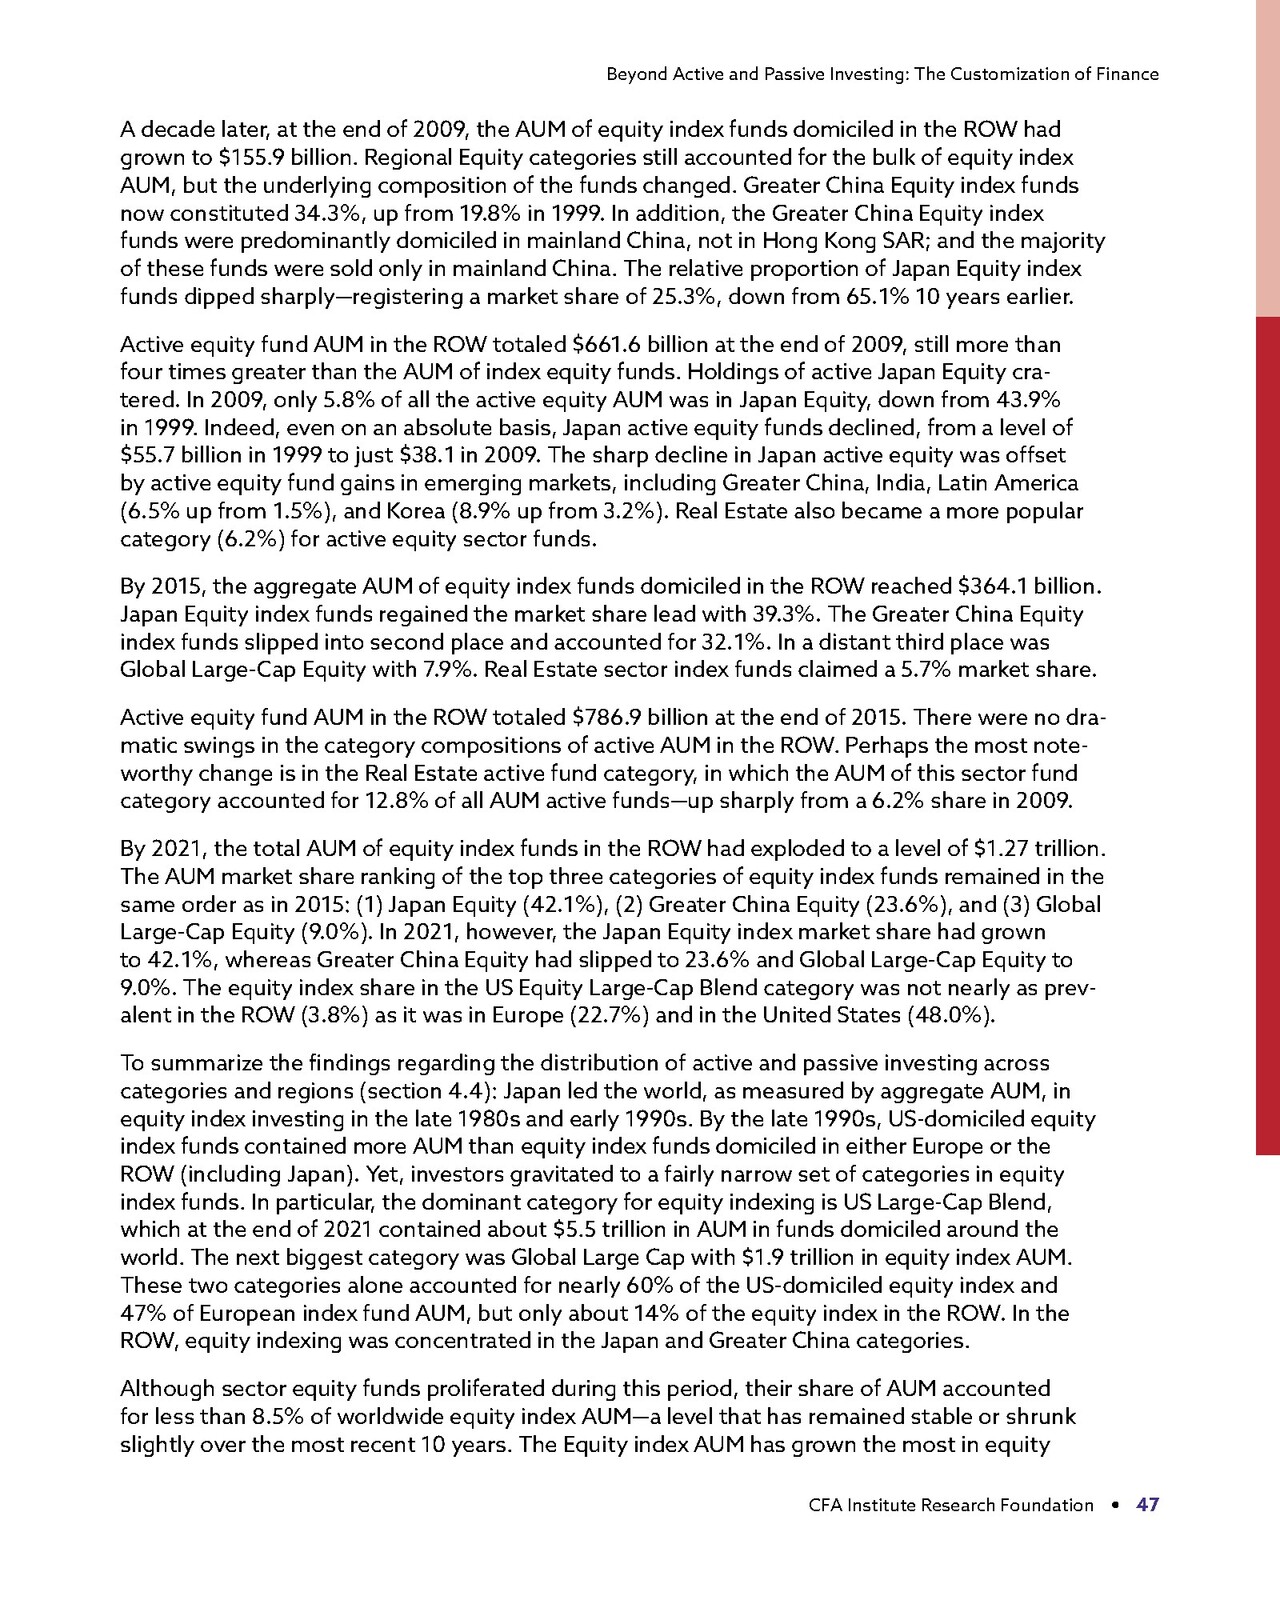 Beyond Active and Passive Investing: The Customization of Finance
A decade later, at the end of 2009, the AUM of equity index funds domiciled in the ROW had
grown to $155.9 billion. Regional Equity categories still accounted for the bulk of equity index
AUM, but the underlying composition of the funds changed. Greater China Equity index funds
now constituted 34.3%, up from 19.8% in 1999. In addition, the Greater China Equity index
funds were predominantly domiciled in mainland China, not in Hong Kong SAR; and the majority
of these funds were sold only in mainland China. The relative proportion of Japan Equity index
funds dipped sharply—registering a market share of 25.3%, down from 65.1% 10 years earlier.
Active equity fund AUM in the ROW totaled $661.6 billion at the end of 2009, still more than
four times greater than the AUM of index equity funds. Holdings of active Japan Equity cra-
tered. In 2009, only 5.8% of all the active equity AUM was in Japan Equity, down from 43.9%
in 1999. Indeed, even on an absolute basis, Japan active equity funds declined, from a level of
$55.7 billion in 1999 to just $38.1 in 2009. The sharp decline in Japan active equity was offset
by active equity fund gains in emerging markets, including Greater China, India, Latin America
(6.5% up from 1.5%), and Korea (8.9% up from 3.2%). Real Estate also became a more popular
category (6.2%) for active equity sector funds.
By 2015, the aggregate AUM of equity index funds domiciled in the ROW reached $364.1 billion.
Japan Equity index funds regained the market share lead with 39.3%. The Greater China Equity
index funds slipped into second place and accounted for 32.1%. In a distant third place was
Global Large-Cap Equity with 7.9%. Real Estate sector index funds claimed a 5.7% market share.
Active equity fund AUM in the ROW totaled $786.9 billion at the end of 2015. There were no dra-
matic swings in the category compositions of active AUM in the ROW. Perhaps the most note-
worthy change is in the Real Estate active fund category, in which the AUM of this sector fund
category accounted for 12.8% of all AUM active funds—up sharply from a 6.2% share in 2009.
By 2021, the total AUM of equity index funds in the ROW had exploded to a level of $1.27 trillion.
The AUM market share ranking of the top three categories of equity index funds remained in the
same order as in 2015: (1) Japan Equity (42.1%), (2) Greater China Equity (23.6%), and (3) Global
Large-Cap Equity (9.0%). In 2021, however, the Japan Equity index market share had grown
to 42.1%, whereas Greater China Equity had slipped to 23.6% and Global Large-Cap Equity to
9.0%. The equity index share in the US Equity Large-Cap Blend category was not nearly as prev-
alent in the ROW (3.8%) as it was in Europe (22.7%) and in the United States (48.0%).
To summarize the findings regarding the distribution of active and passive investing across
categories and regions (section 4.4): Japan led the world, as measured by aggregate AUM, in
equity index investing in the late 1980s and early 1990s. By the late 1990s, US-domiciled equity
index funds contained more AUM than equity index funds domiciled in either Europe or the
ROW (including Japan). Yet, investors gravitated to a fairly narrow set of categories in equity
index funds. In particular, the dominant category for equity indexing is US Large-Cap Blend,
which at the end of 2021 contained about $5.5 trillion in AUM in funds domiciled around the
world. The next biggest category was Global Large Cap with $1.9 trillion in equity index AUM.
These two categories alone accounted for nearly 60% of the US-domiciled equity index and
47% of European index fund AUM, but only about 14% of the equity index in the ROW. In the
ROW, equity indexing was concentrated in the Japan and Greater China categories.
Although sector equity funds proliferated during this period, their share of AUM accounted
for less than 8.5% of worldwide equity index AUM—a level that has remained stable or shrunk
slightly over the most recent 10 years. The Equity index AUM has grown the most in equity
CFA Institute Research Foundation • 47